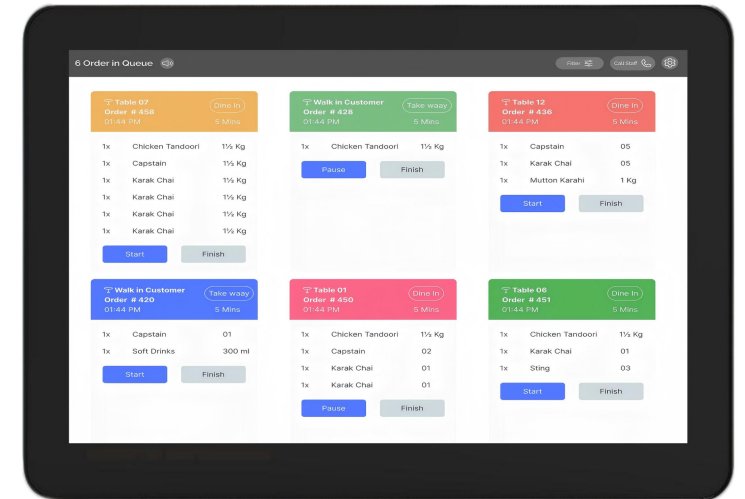 6 Order in Queue
Filter
Call Staff
Table 07
Dine In
Order # 458
01:44 PM
5 Mins
1x Chicken Tandoori 1½ Kg
1x Capstain 1½ Kg
1x Karak Chai 1½ Kg
1x Karak Chai 1½ Kg
1x Karak Chai 1½ Kg
1x Karak Chai 1½ Kg
Start Finish
Walk in Customer
Take waay
Order # 428
01:44 PM
5 Mins
1x Chicken Tandoori 1½ Kg
Pause Finish
Table 12
Dine In
Order # 436
01:44 PM
5 Mins
1x Capstain 05
1x Karak Chai 05
1x Mutton Karahi 1 Kg
Start Finish
Walk in Customer
Take waay
Order # 420
01:44 PM
5 Mins
1x Capstain 01
1x Soft Drinks 300 ml
Start Finish
Table 01
Dine In
Order # 450
01:44 PM
5 Mins
1x Chicken Tandoori 1½ Kg
1x Capstain 02
1x Karak Chai 01
1x Karak Chai 01
Pause Finish
Table 06
Dine In
Order # 451
01:44 PM
5 Mins
1x Chicken Tandoori 1½ Kg
1x Karak Chai 01
1x Sting 03
Start Finish